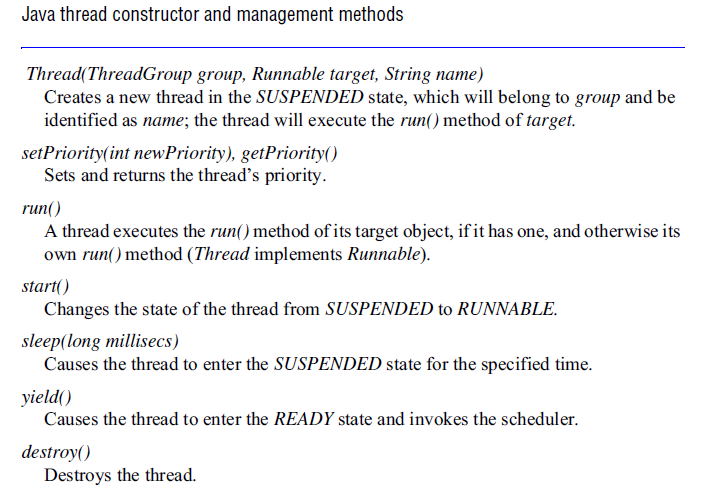 Java thread constructor and management methods
Thread(ThreadGroup group, Runnable target, String name)
Creates a new thread in the SUSPENDED state, which will belong to group and be
identified as name; the thread will execute the run() method of target.
setPriority(int newPriority), getPriority()
Sets and returns the thread’s priority.
run()
A thread executes the run() method of its target object, if it has one, and otherwise its
own run() method (Thread implements Runnable).
start()
Changes the state of the thread from SUSPENDED to RUNNABLE.
sleep(long millisecs)
Causes the thread to enter the SUSPENDED state for the specified time.
yield()
Causes the thread to enter the READY state and invokes the scheduler.
destroy()
Destroys the thread.